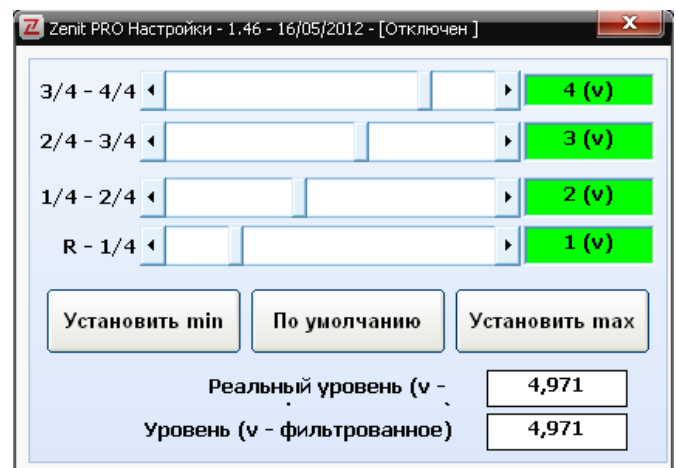 Zenit PRO Настройки - 1.46 - 16/05/2012 - [Отключен ]
3/4 - 4/4 4 (v)
2/4 - 3/4 3 (v)
1/4 - 2/4 2 (v)
R - 1/4 1 (v)
Установить min По умолчанию Установить max
Реальный уровень (v - 4,971
Уровень (v - фильтрованное) 4,971